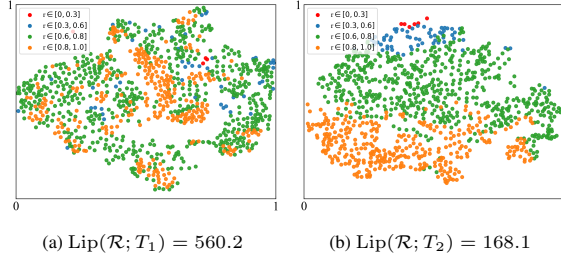 1
r ∈ [0, 0.3]
r ∈ [0.3, 0.6]
r ∈ [0.6, 0.8]
r ∈ [0.8, 1.0]
0
1
(a) Lip(ℛ; T₁) = 560.2
1
r ∈ [0, 0.3]
r ∈ [0.3, 0.6]
r ∈ [0.6, 0.8]
r ∈ [0.8, 1.0]
0
(b) Lip(ℛ; T₂) = 168.1